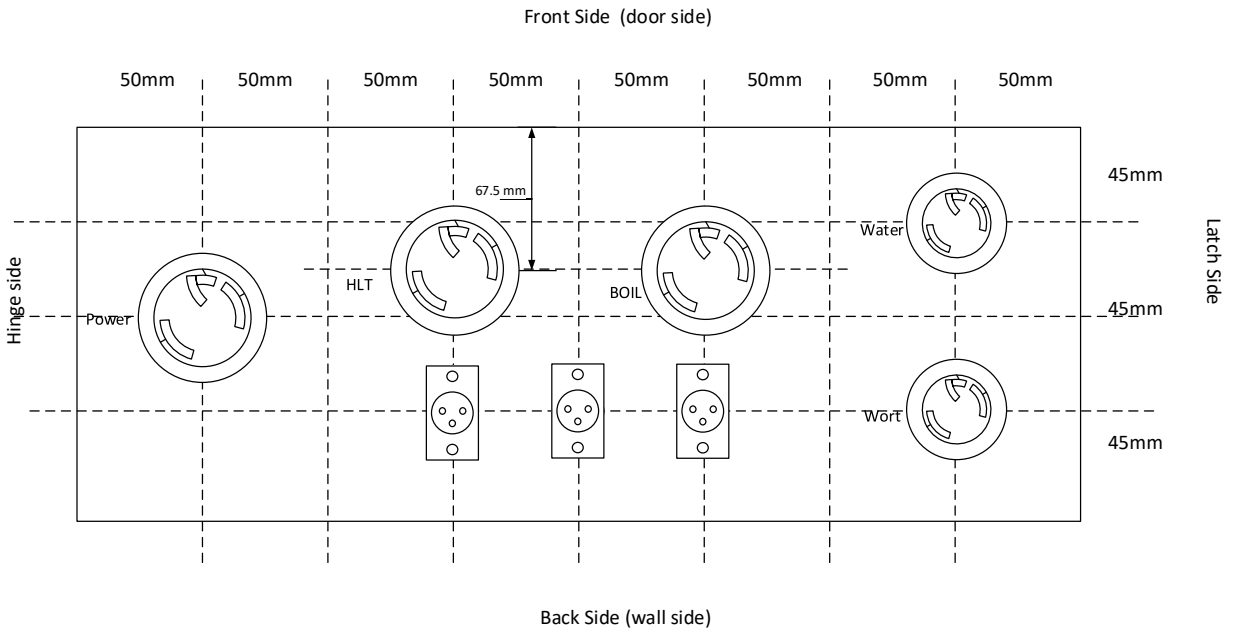 Front Side  (door side)
50mm 50mm 50mm 50mm 50mm 50mm 50mm 50mm
45mm
67.5 mm
Water
Latch Side
HLT
BOIL
Hinge side
Power
45mm
Wort
45mm
Back Side (wall side)